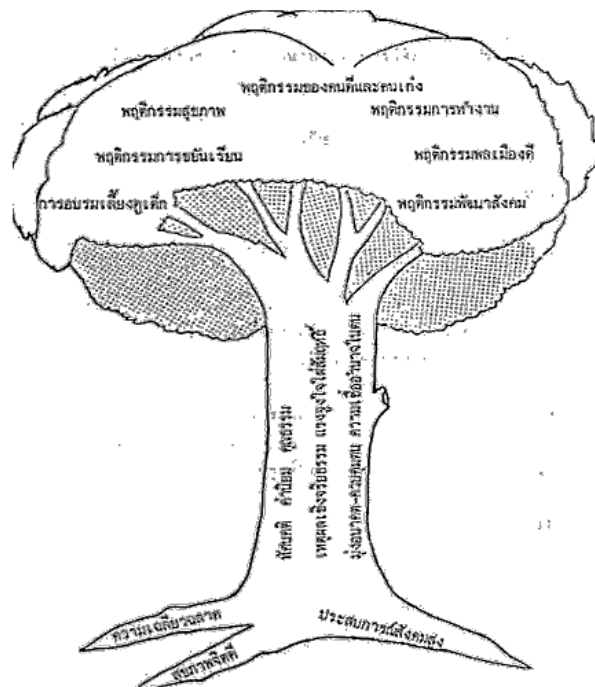 พฤติกรรมของคนดีและคนเก่ง
พฤติกรรมสุขภาพ
พฤติกรรมการทำงาน
พฤติกรรมการขยันเรียน
พฤติกรรมพลเมืองดี
การอบรมเลี้ยงดูเด็ก
พฤติกรรมพัฒนาสังคม
ทัศนคติ ค่านิยม คุณธรรม
เหตุผลเชิงจริยธรรม แรงจูงใจใฝ่สัมฤทธิ์
มุ่งอนาคต-ควบคุมตน ความเชื่ออำนาจในตน
ความเฉลียวฉลาด
ประสบการณ์สังคมสูง
สุขภาพจิตดี